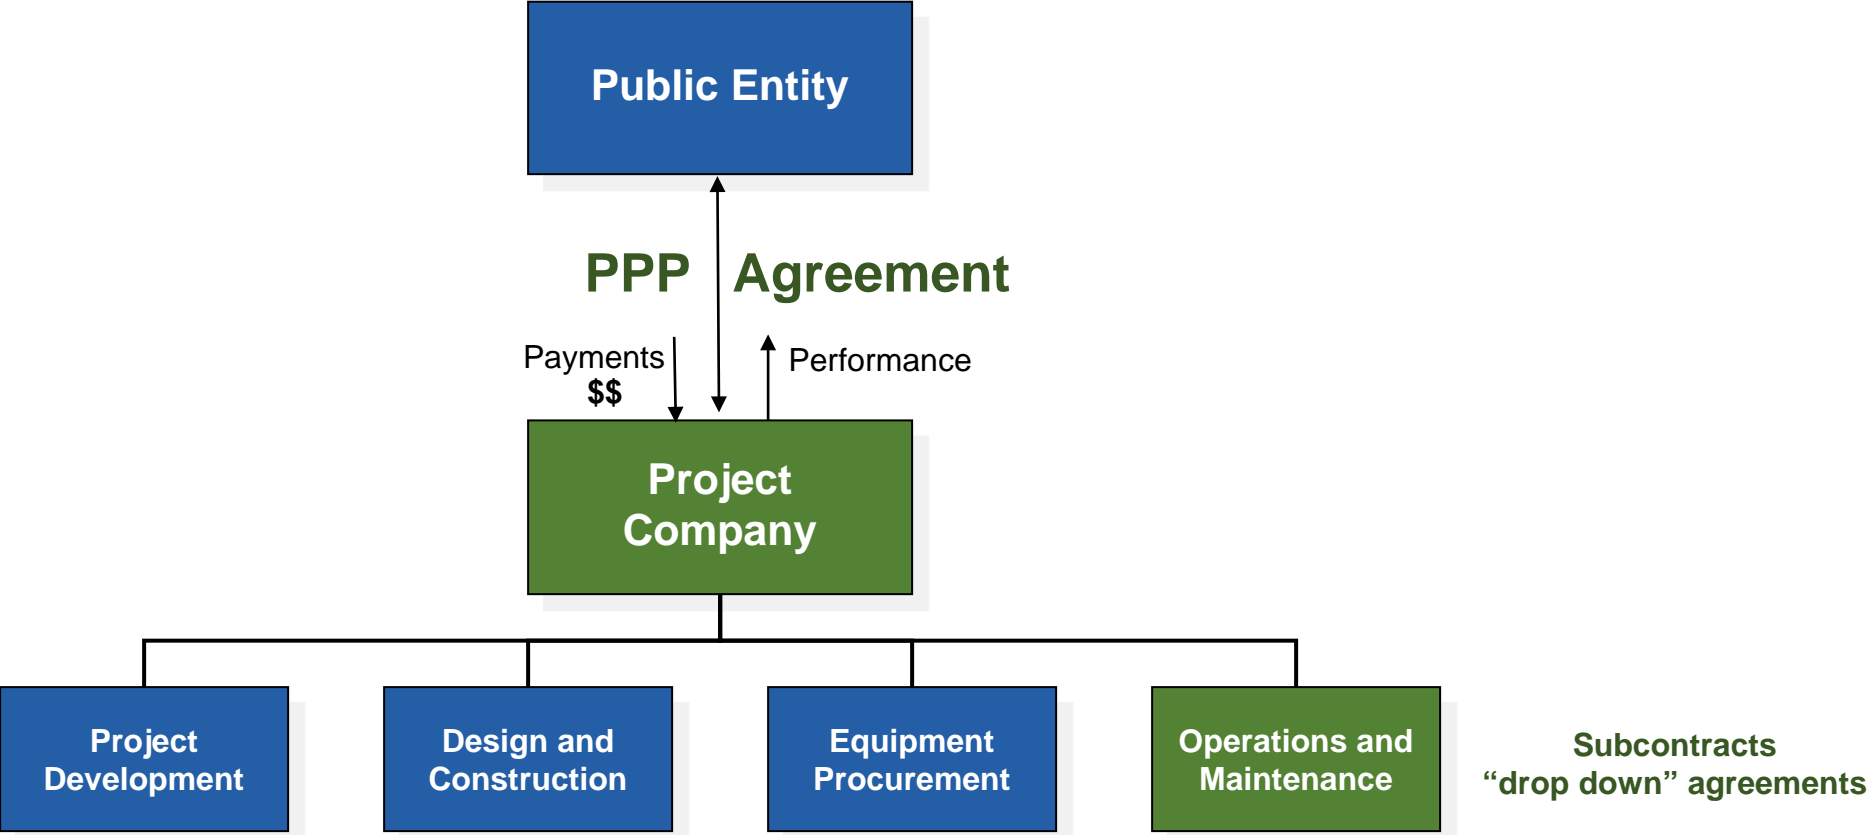 Public Entity
PPP Agreement
Payments
$$
Performance
Project
Company
Project
Development
Design and
Construction
Equipment
Procurement
Operations and
Maintenance
Subcontracts
“drop down” agreements